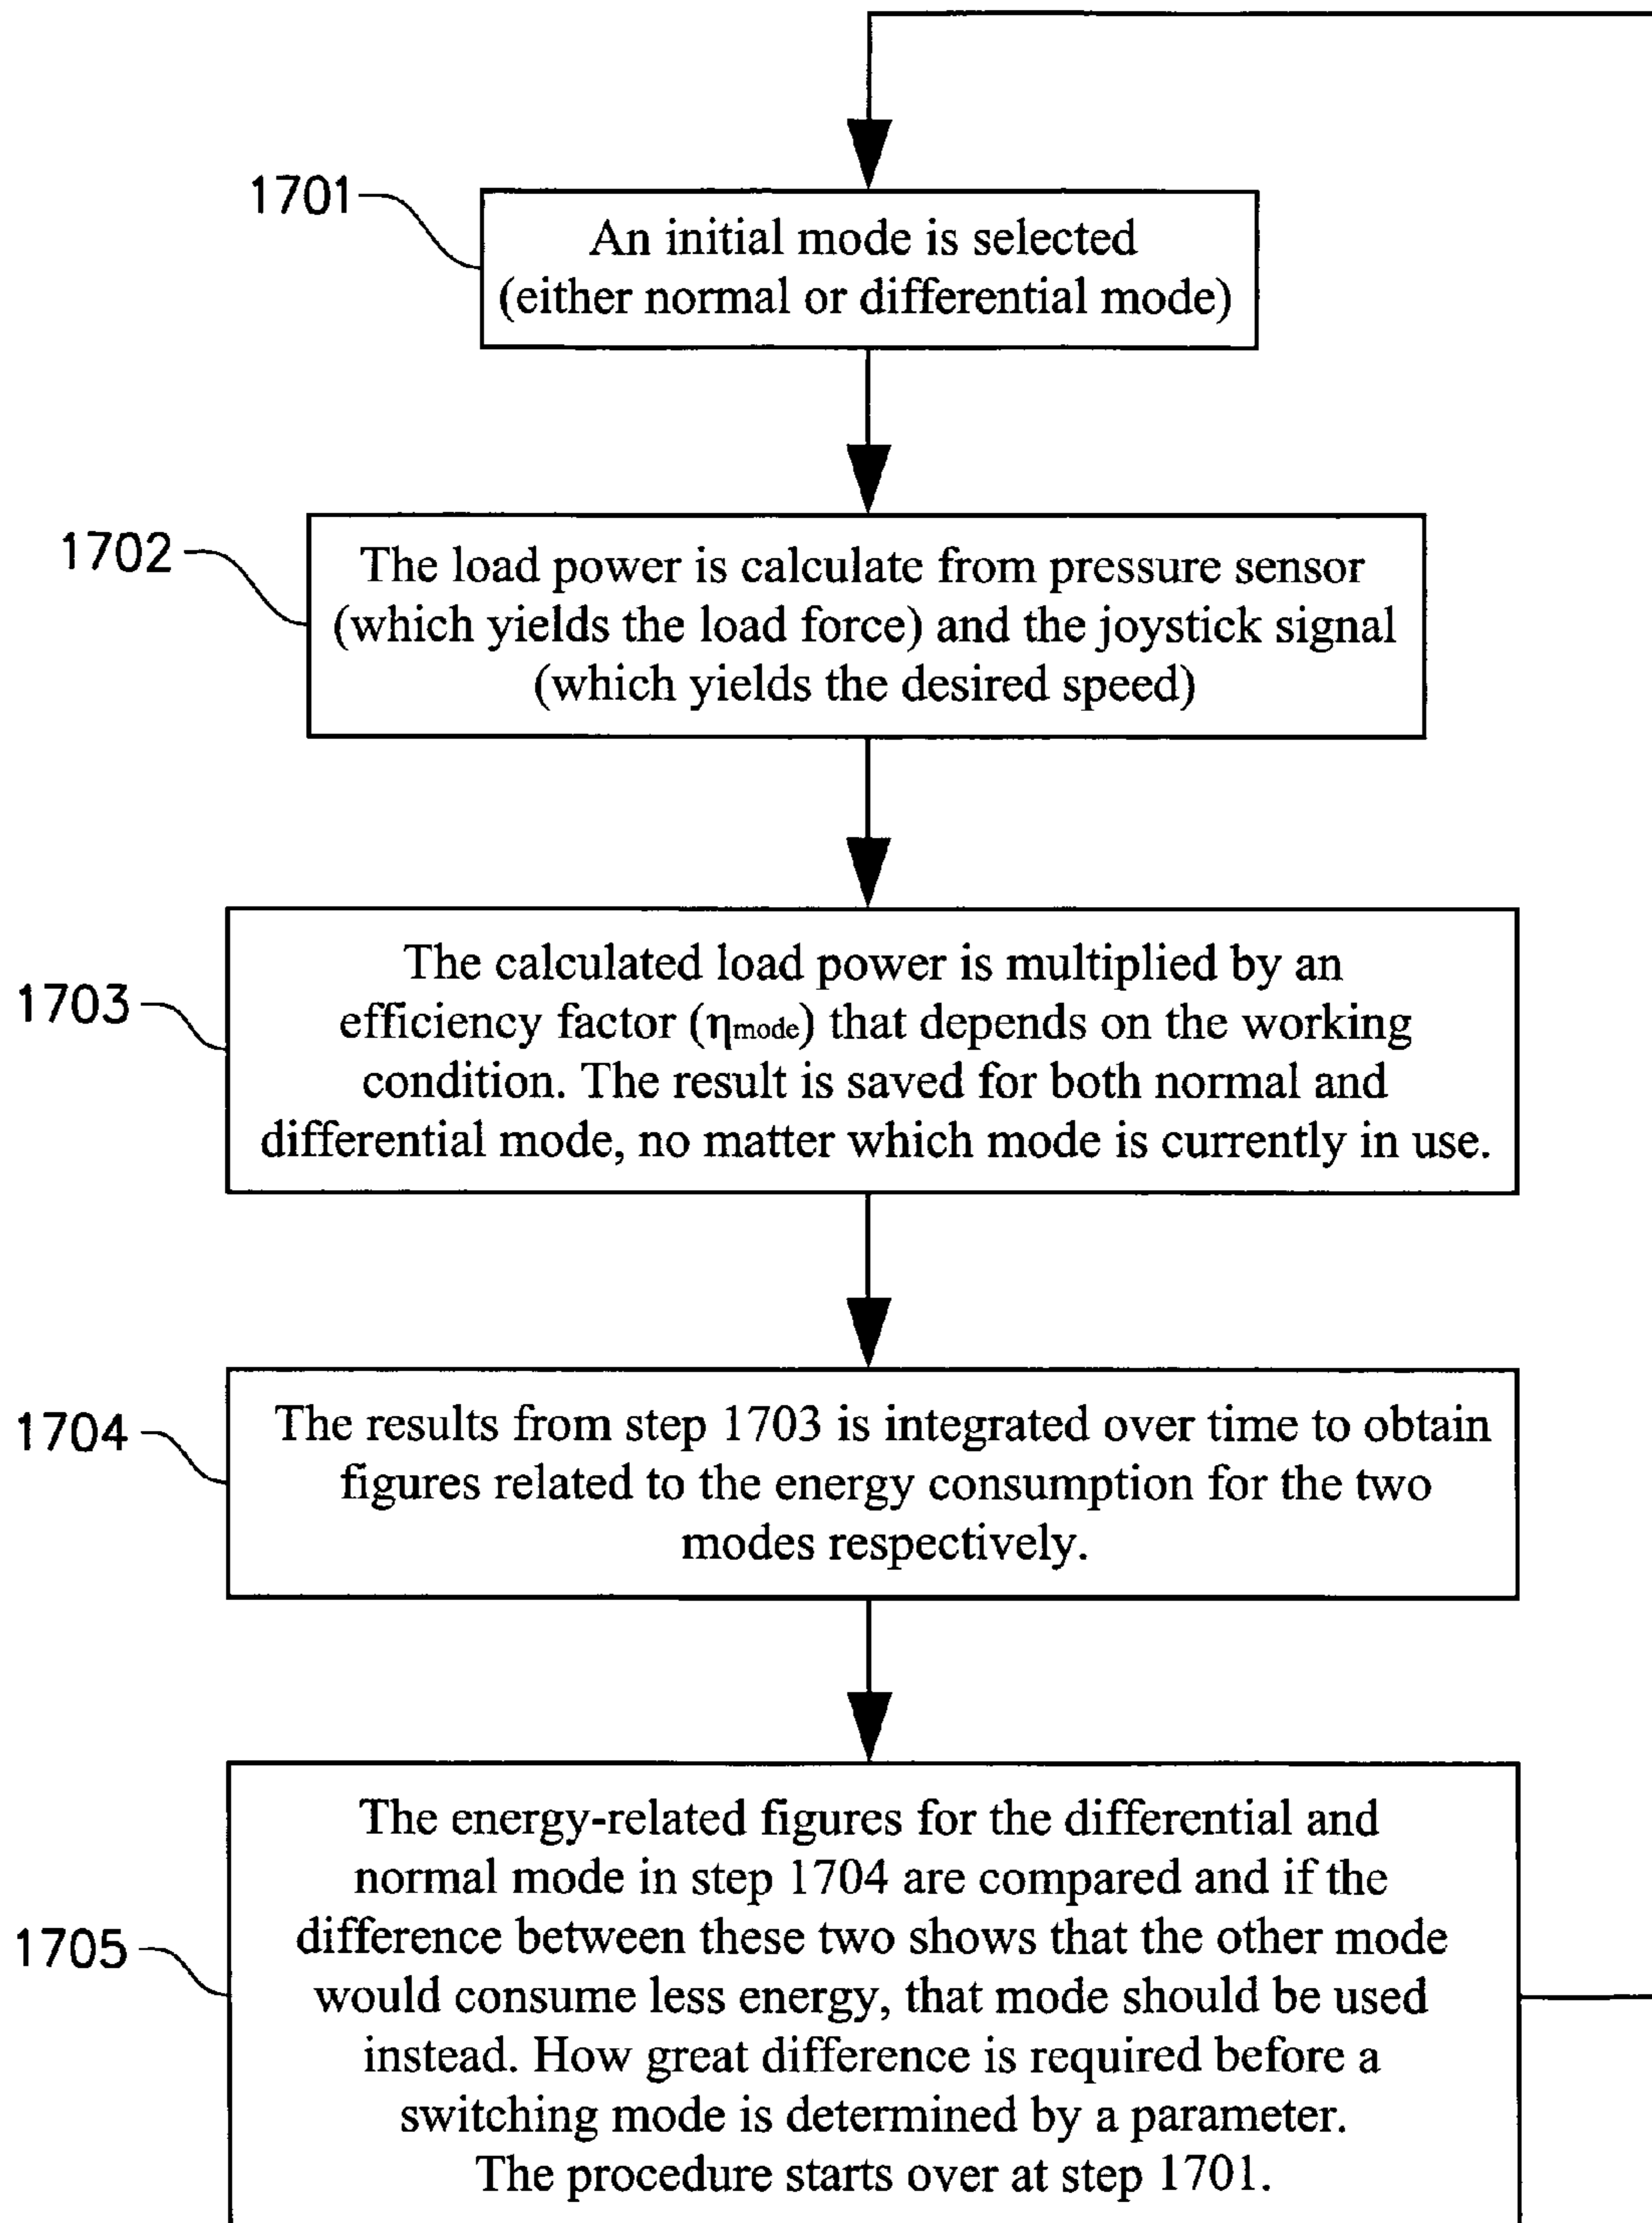 1701
An initial mode is selected
(either normal or differential mode)
1702
The load power is calculate from pressure sensor
(which yields the load force) and the joystick signal
(which yields the desired speed)
1703
The calculated load power is multiplied by an
efficiency factor (ηmode) that depends on the working
condition. The result is saved for both normal and
differential mode, no matter which mode is currently in use.
1704
The results from step 1703 is integrated over time to obtain
figures related to the energy consumption for the two
modes respectively.
1705
The energy-related figures for the differential and
normal mode in step 1704 are compared and if the
difference between these two shows that the other mode
would consume less energy, that mode should be used
instead. How great difference is required before a
switching mode is determined by a parameter.
The procedure starts over at step 1701.